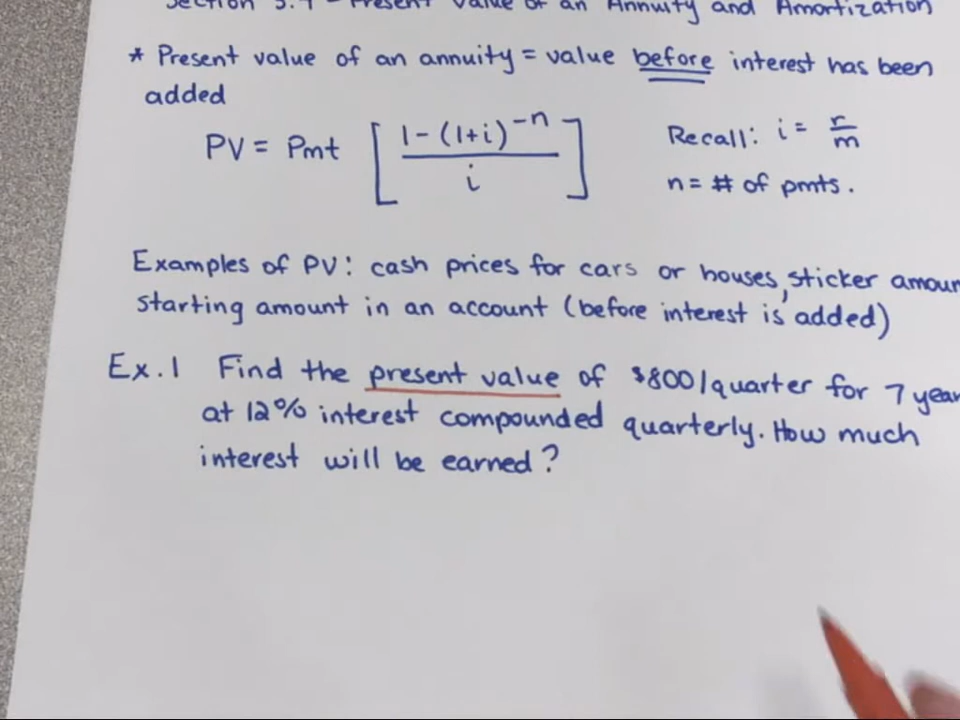 Section 3.4 - Present Value of an Annuity and Amortization
* Present value of an annuity = value before interest has been
added
PV = Pmt [ 1-(1+i)^-n / i ] Recall: i = r/m
n = # of pmts.
Examples of PV: cash prices for cars or houses, sticker amoun
starting amount in an account (before interest is added)
Ex. 1 Find the present value of $800/quarter for 7 year
at 12% interest compounded quarterly. How much
interest will be earned?